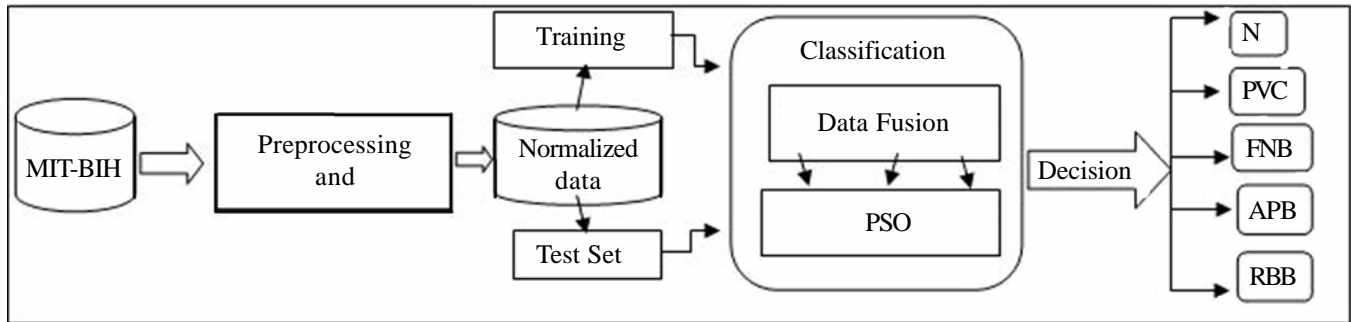 MIT-BIH
Preprocessing
and
Training
Normalized
data
Test Set
Classification
Data Fusion
PSO
Decision
N
PVC
FNB
APB
RBB